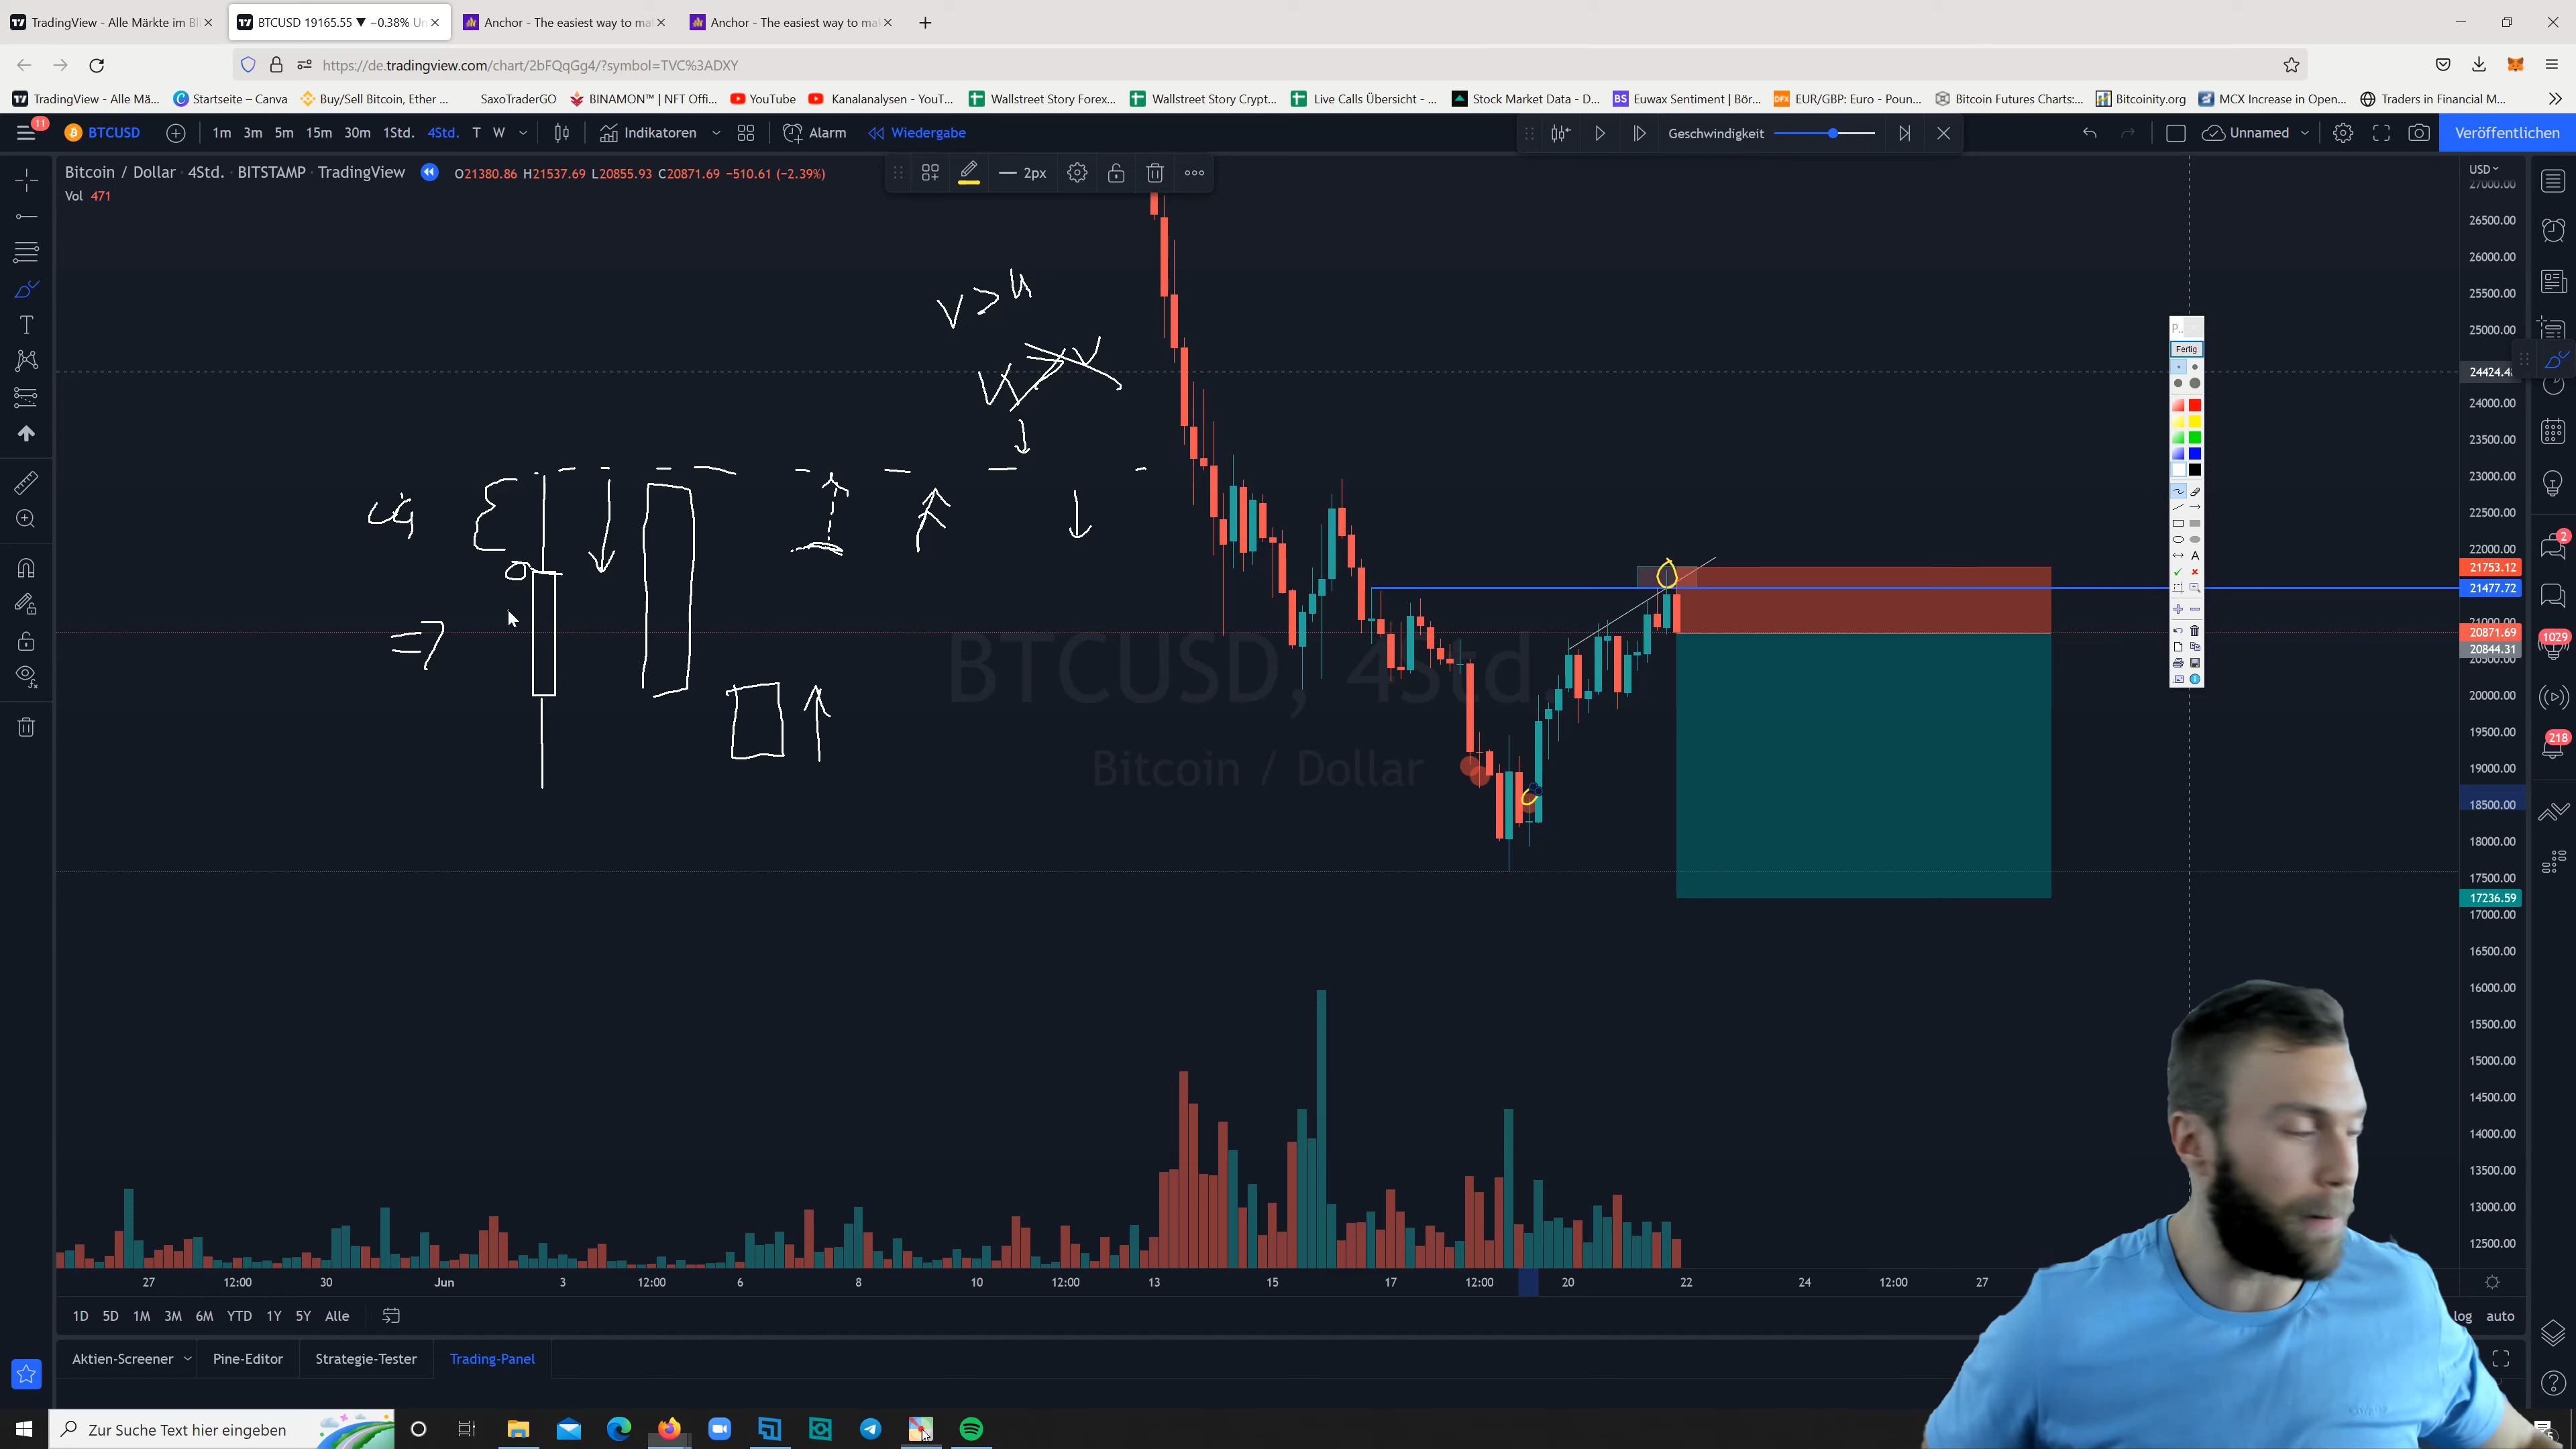 TradingView - Alle Märkte im Bl
BTCUSD 19165.55 ▼ −0.38% Un
Anchor - The easiest way to ma
Anchor - The easiest way to ma
https://de.tradingview.com/chart/2bFQqGg4/?symbol=TVC%3ADXY
TradingView - Alle Mä...
Startseite – Canva
Buy/Sell Bitcoin, Ether ...
SaxoTraderGO
BINAMON™ | NFT Offi...
YouTube
Kanalanalysen - YouT...
Wallstreet Story Forex...
Wallstreet Story Crypt...
Live Calls Übersicht - ...
Stock Market Data - D...
Euwax Sentiment | Bör...
EUR/GBP: Euro - Poun...
Bitcoin Futures Charts:...
Bitcoinity.org
MCX Increase in Open...
Traders in Financial M...
11
BTCUSD
1m 3m 5m 15m 30m 1Std. 4Std. T W
Indikatoren
Alarm
Wiedergabe
Geschwindigkeit
Unnamed
Veröffentlichen
Bitcoin / Dollar · 4Std. · BITSTAMP · TradingView
O21380.86 H21537.69 L20855.93 C20871.69 −510.61 (−2.39%)
2px
Vol 471
USD
27000.00
26500.00
26000.00
25500.00
25000.00
24424.4
24000.00
23500.00
23000.00
22500.00
22000.00
21753.12
21477.72
21000.00
20871.69
20844.31
20500.00
20000.00
19500.00
19000.00
18500.00
18000.00
17500.00
17236.59
17000.00
16500.00
16000.00
15500.00
15000.00
14500.00
14000.00
13500.00
13000.00
12500.00
P...
Fertig
A
2
1029
218
BTCUSD, 4Std.
Bitcoin / Dollar
27 12:00 30 Jun 3 12:00 6 8 10 12:00 13 15 17 12:00 20 22 24 12:00 27
1D 5D 1M 3M 6M YTD 1Y 5Y Alle
log auto
Aktien-Screener
Pine-Editor
Strategie-Tester
Trading-Panel
Zur Suche Text hier eingeben